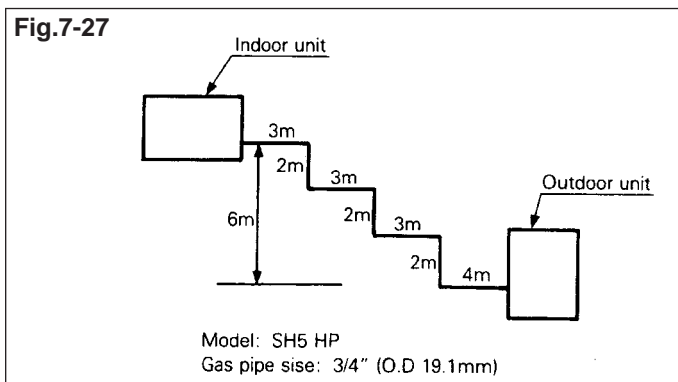 Fig.7-27
Indoor unit
3m
2m
3m
Outdoor unit
6m
2m
3m
2m
4m
Model: SH5 HP
Gas pipe sise: 3/4" (O.D 19.1mm)